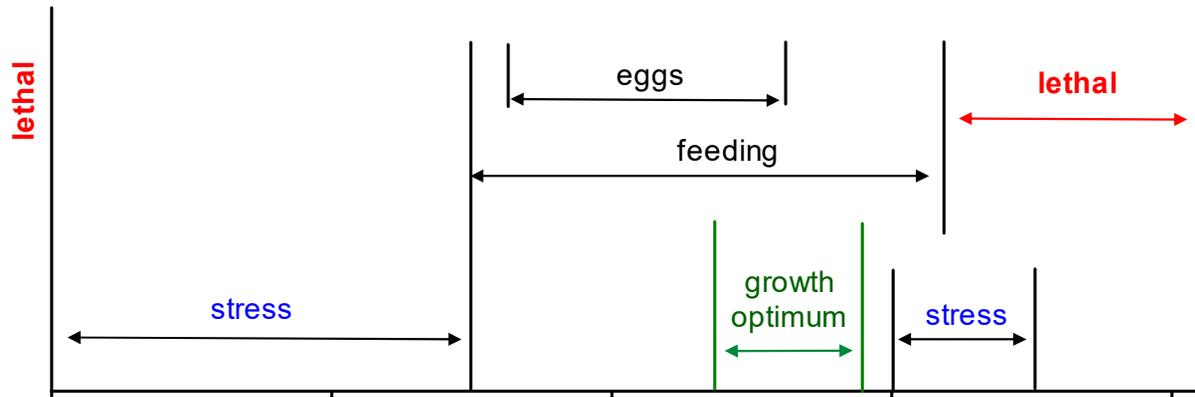 lethal
eggs
lethal
feeding
growth
optimum
stress
stress